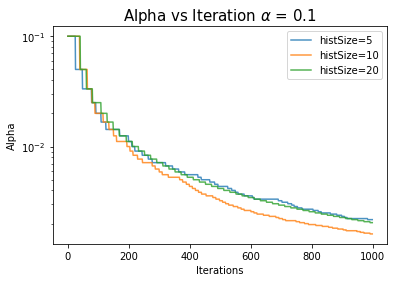 Alpha vs Iteration α = 0.1
histSize=5
histSize=10
histSize=20
Alpha
10⁻¹
10⁻²
0 200 400 600 800 1000
Iterations